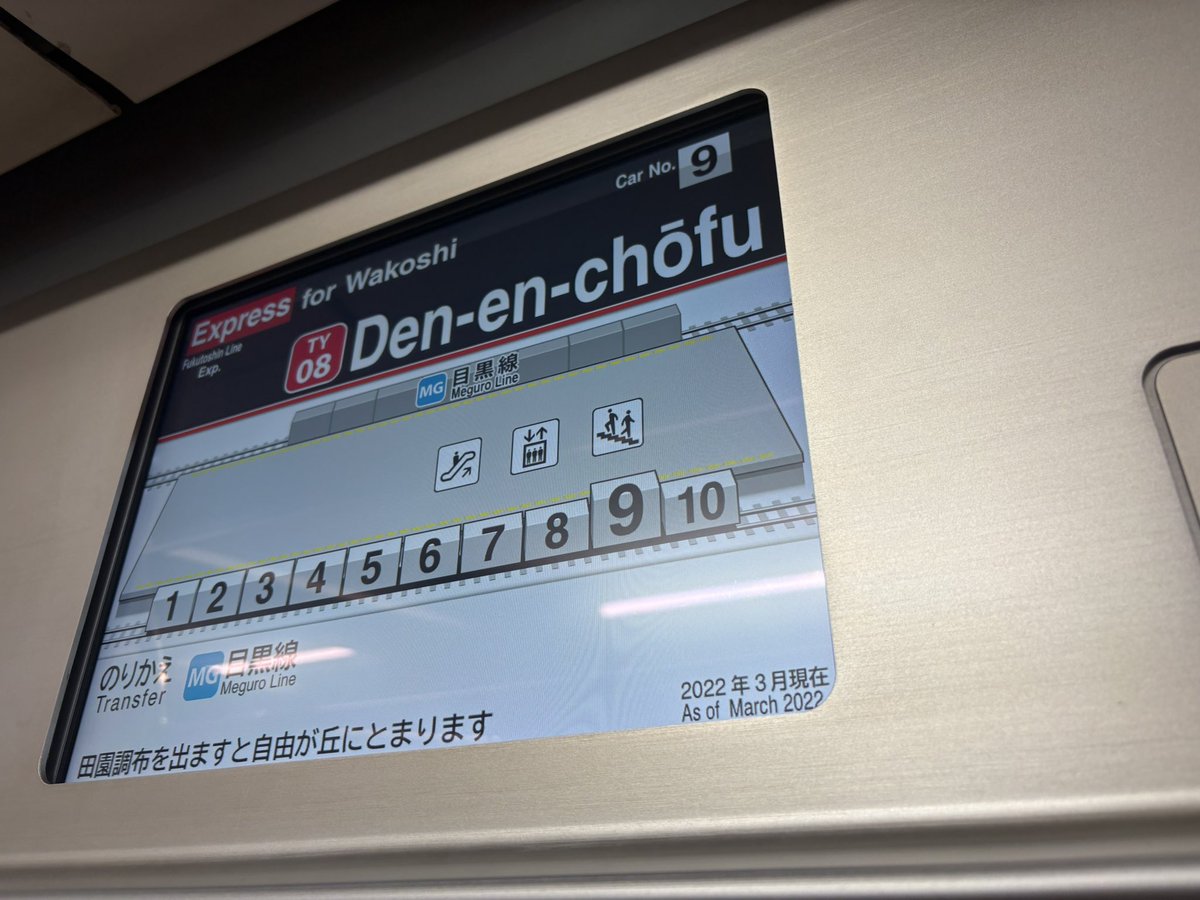 Car No. 9
Express for Wakoshi
Fukutoshin Line
Exp.
TY
08
Den-en-chōfu
MG 目黒線
Meguro Line
1 2 3 4 5 6 7 8 9 10
のりかえ
Transfer
MG 目黒線
Meguro Line
2022年3月現在
As of March 2022
田園調布を出ますと自由が丘にとまります